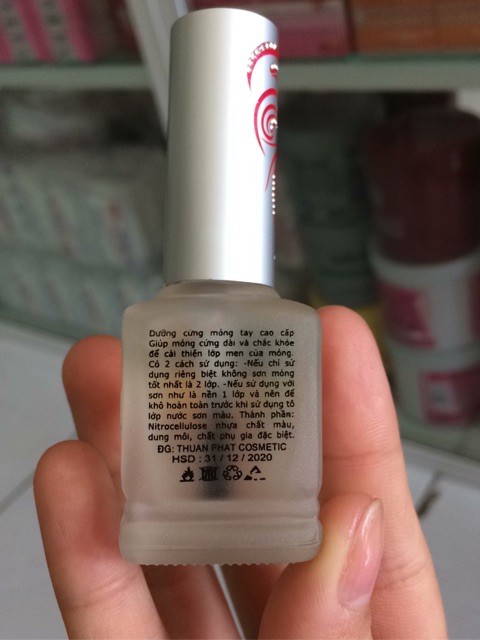 Dưỡng cứng móng tay cao cấp
Giúp móng cứng dài và chắc khỏe
để cải thiến lớp men của móng.
Có 2 cách sử dụng: -Nếu chỉ sử
dụng riêng biệt không sơn móng
tốt nhất là 2 lớp. -Nếu sử dụng với
sơn như là nền 1 lớp và nên để
khô hoàn toàn trước khi sử dụng tô
lớp nước sơn màu. Thành phần:
Nitrocellulose nhựa chất màu,
dung môi, chất phụ gia đặc biệt.
ĐG: THUAN PHAT COSMETIC
HSD : 31 / 12 / 2020